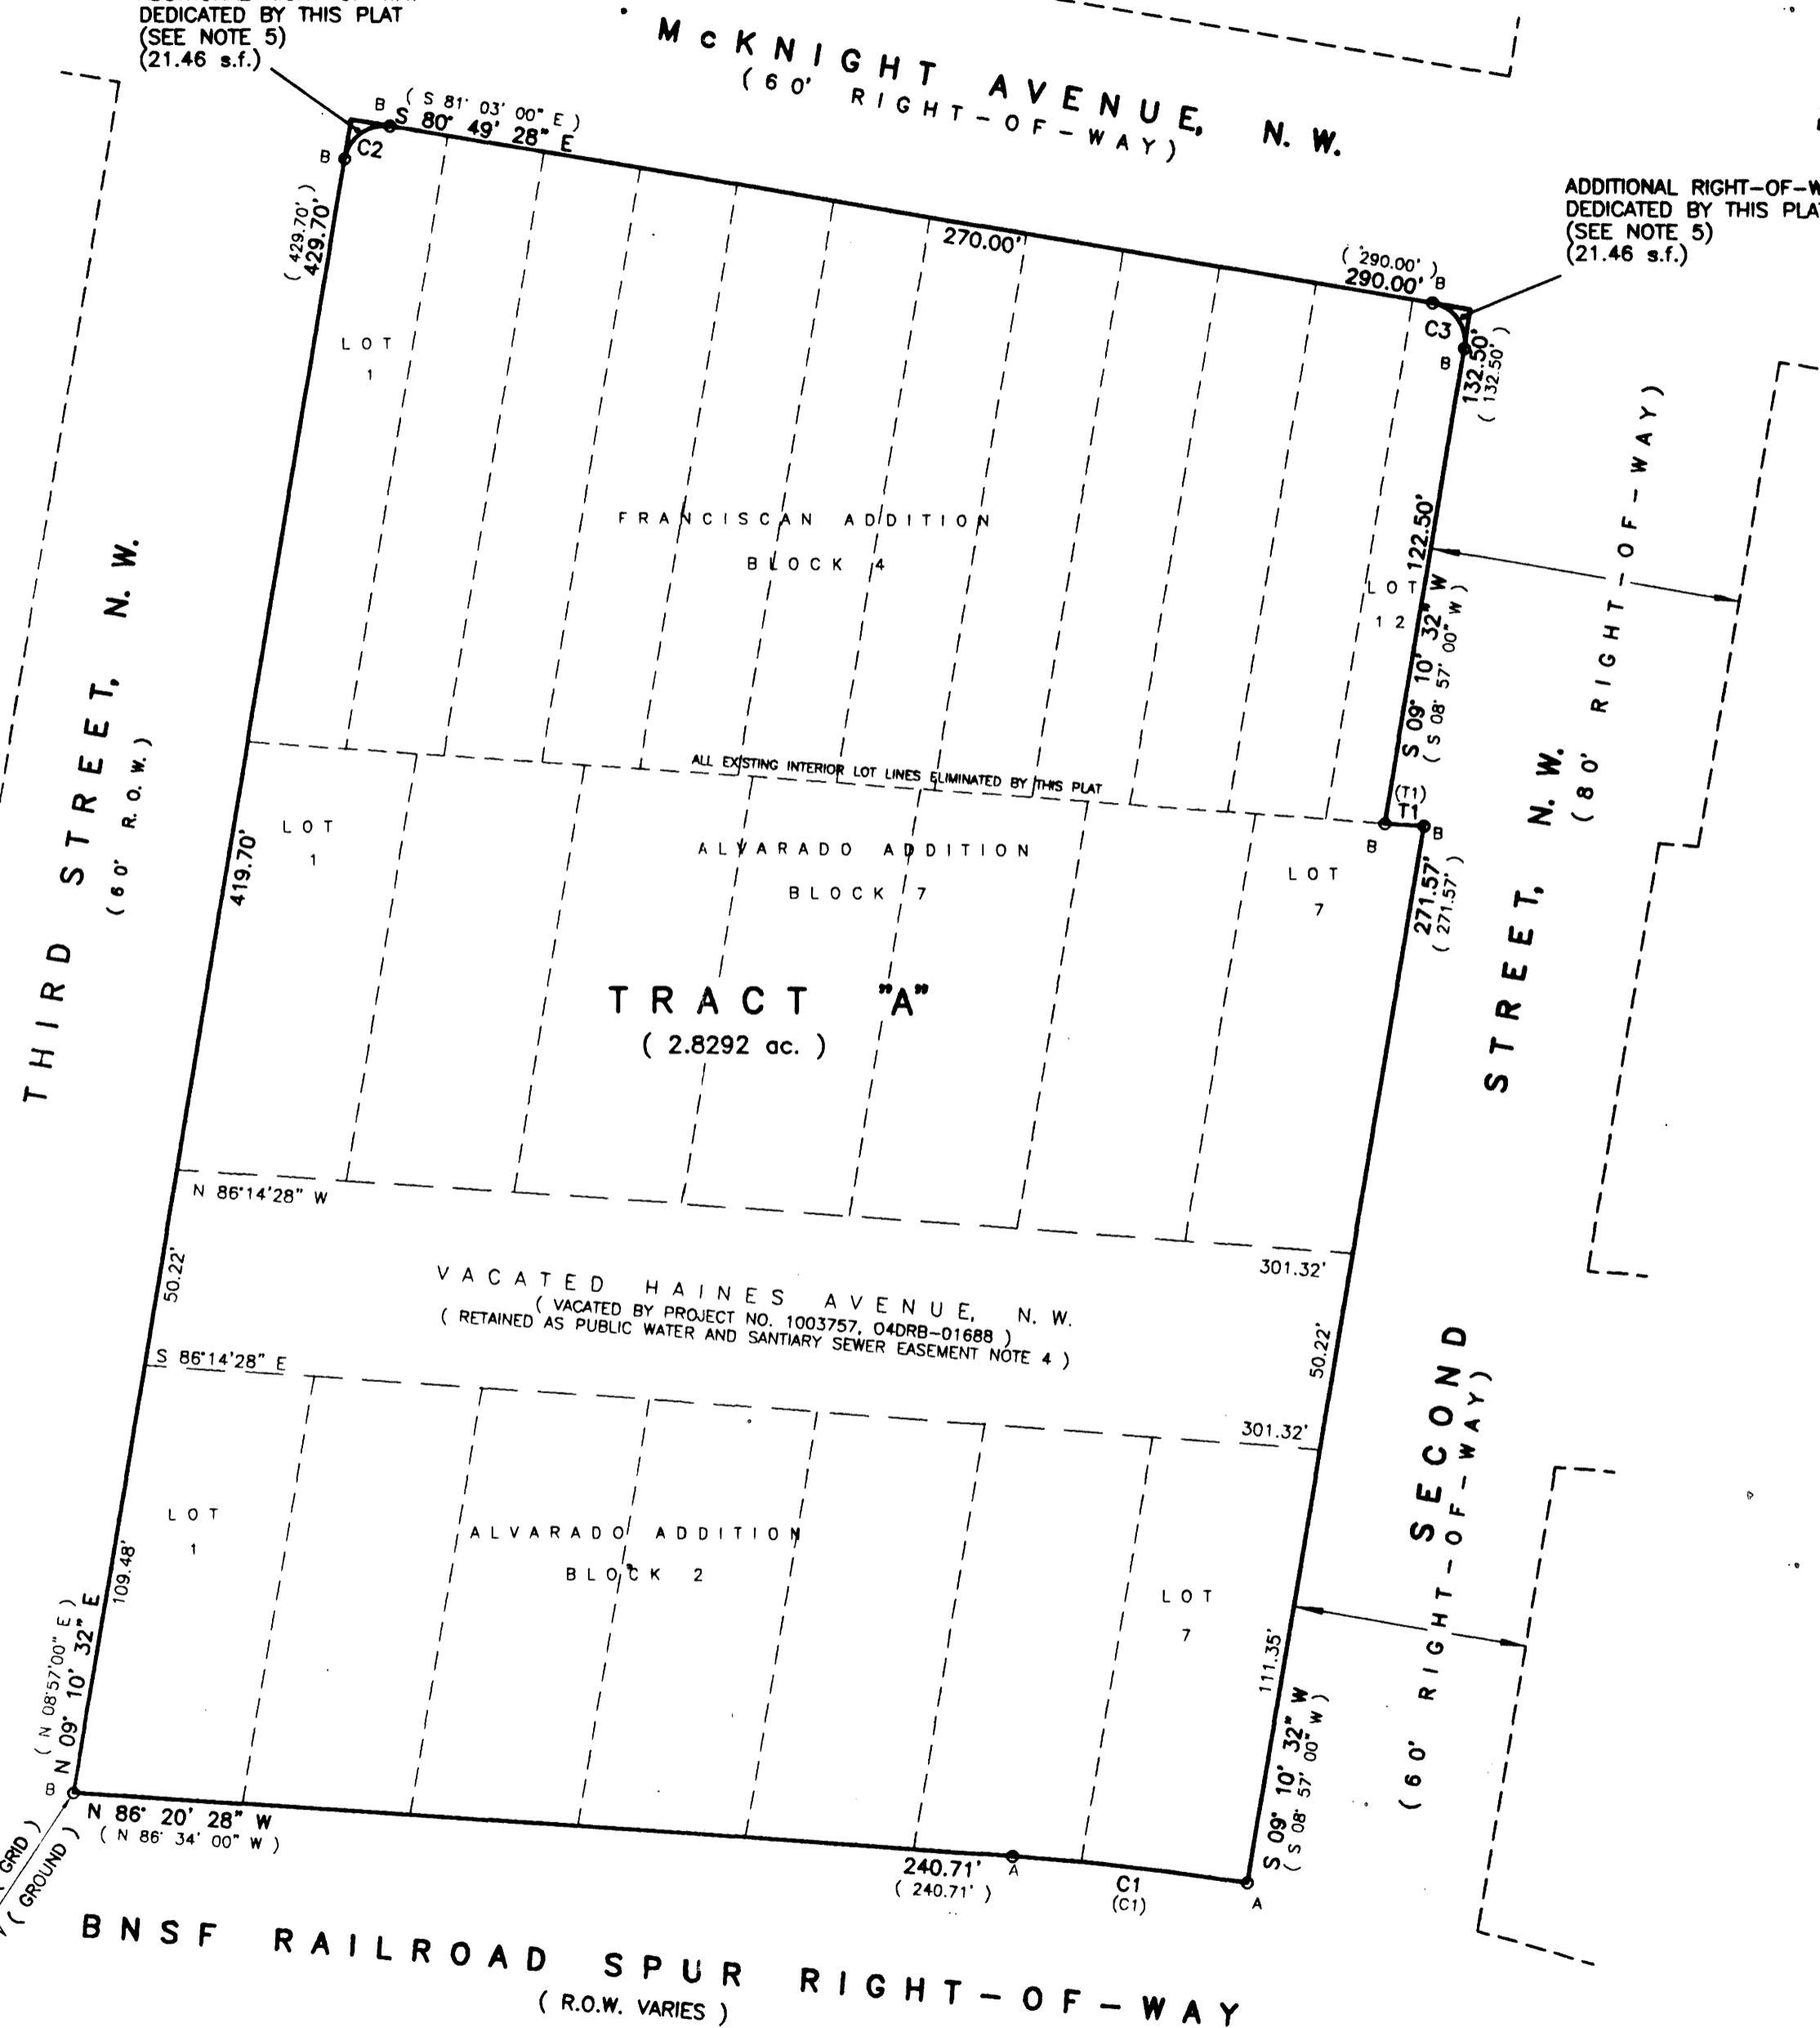 DEDICATED BY THIS PLAT
(SEE NOTE 5)
(21.46 s.f.)
McKNIGHT AVENUE, N. W.
( 60' RIGHT-OF-WAY )
ADDITIONAL RIGHT-OF-W
DEDICATED BY THIS PLA
(SEE NOTE 5)
(21.46 s.f.)
B
( S 81° 03' 00" E )
S 80° 49' 28" E
B
C2
( 429.70' )
429.70'
270.00'
( 290.00' )
290.00'
B
C3
B
132.50'
( 132.50' )
LOT
1
FRANCISCAN ADDITION
BLOCK 4
LOT
12
122.50'
S 09° 10' 32" W
( S 08° 57' 00" W )
( 80' RIGHT-OF-WAY )
THIRD STREET, N. W.
( 60' R.O.W. )
ALL EXISTING INTERIOR LOT LINES ELIMINATED BY THIS PLAT
(T1)
T1
B
B
419.70'
LOT
1
ALVARADO ADDITION
BLOCK 7
LOT
7
271.57'
( 271.57' )
TRACT "A"
( 2.8292 ac. )
SECOND STREET, N. W.
N 86°14'28" W
301.32'
50.22'
VACATED HAINES AVENUE, N. W.
( VACATED BY PROJECT NO. 1003757, 04DRB-01688 )
( RETAINED AS PUBLIC WATER AND SANTIARY SEWER EASEMENT NOTE 4 )
50.22'
S 86°14'28" E
301.32'
LOT
1
ALVARADO ADDITION
BLOCK 2
LOT
7
109.48'
N 09° 10' 32" E
( N 08°57'00" E )
111.35'
S 09° 10' 32" W
( S 08° 57' 00" W )
( 60' RIGHT-OF-WAY )
B
N 86° 20' 28" W
( N 86° 34' 00" W )
240.71'
( 240.71' )
A
C1
(C1)
A
GRID )
( GROUND )
BNSF RAILROAD SPUR RIGHT-OF-WAY
( R.O.W. VARIES )